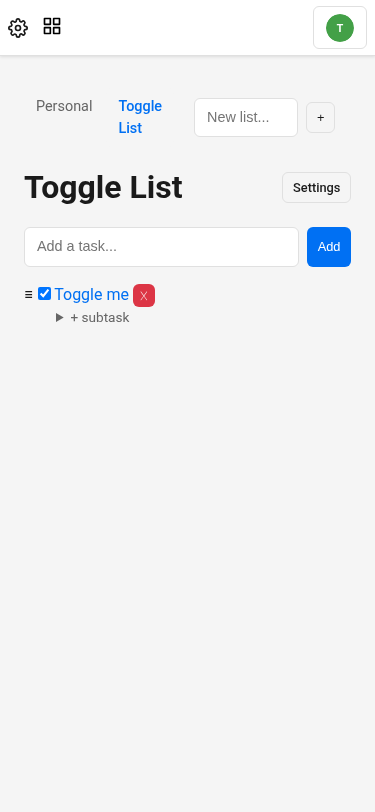 T
Personal
Toggle
List
New list...
+
Toggle List
Settings
Add a task...
Add
Toggle me X
+ subtask